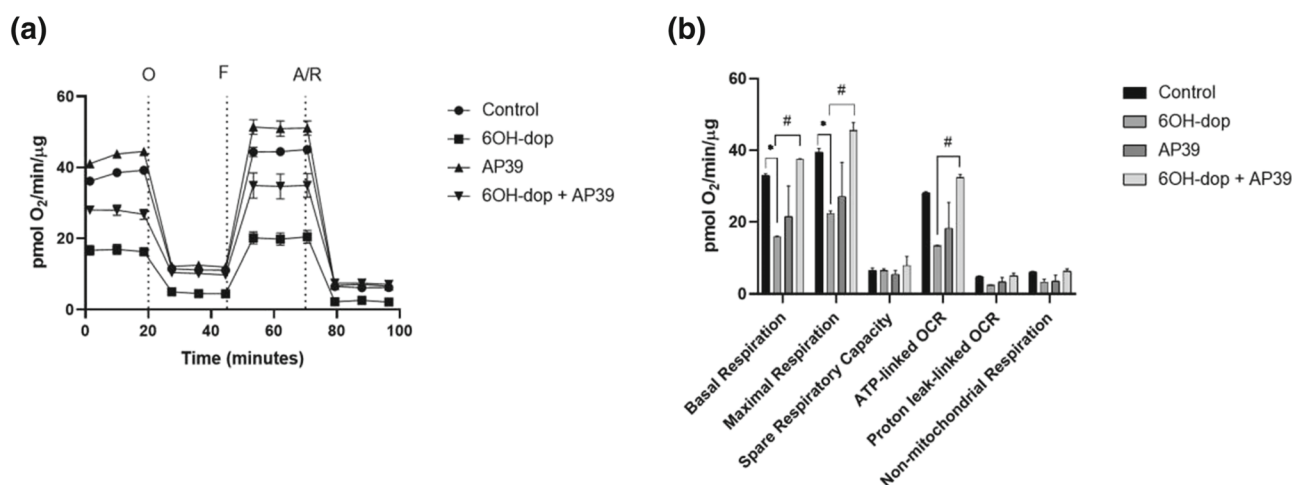 (a)
O F A/R
60
40
20
0
pmol O₂/min/μg
0 20 40 60 80 100
Time (minutes)
Control
6OH-dop
AP39
6OH-dop + AP39
(b)
60
40
20
0
pmol O₂/min/μg
* # * # #
Basal Respiration
Maximal Respiration
Spare Respiratory Capacity
ATP-linked OCR
Proton leak-linked OCR
Non-mitochondrial Respiration
Control
6OH-dop
AP39
6OH-dop + AP39